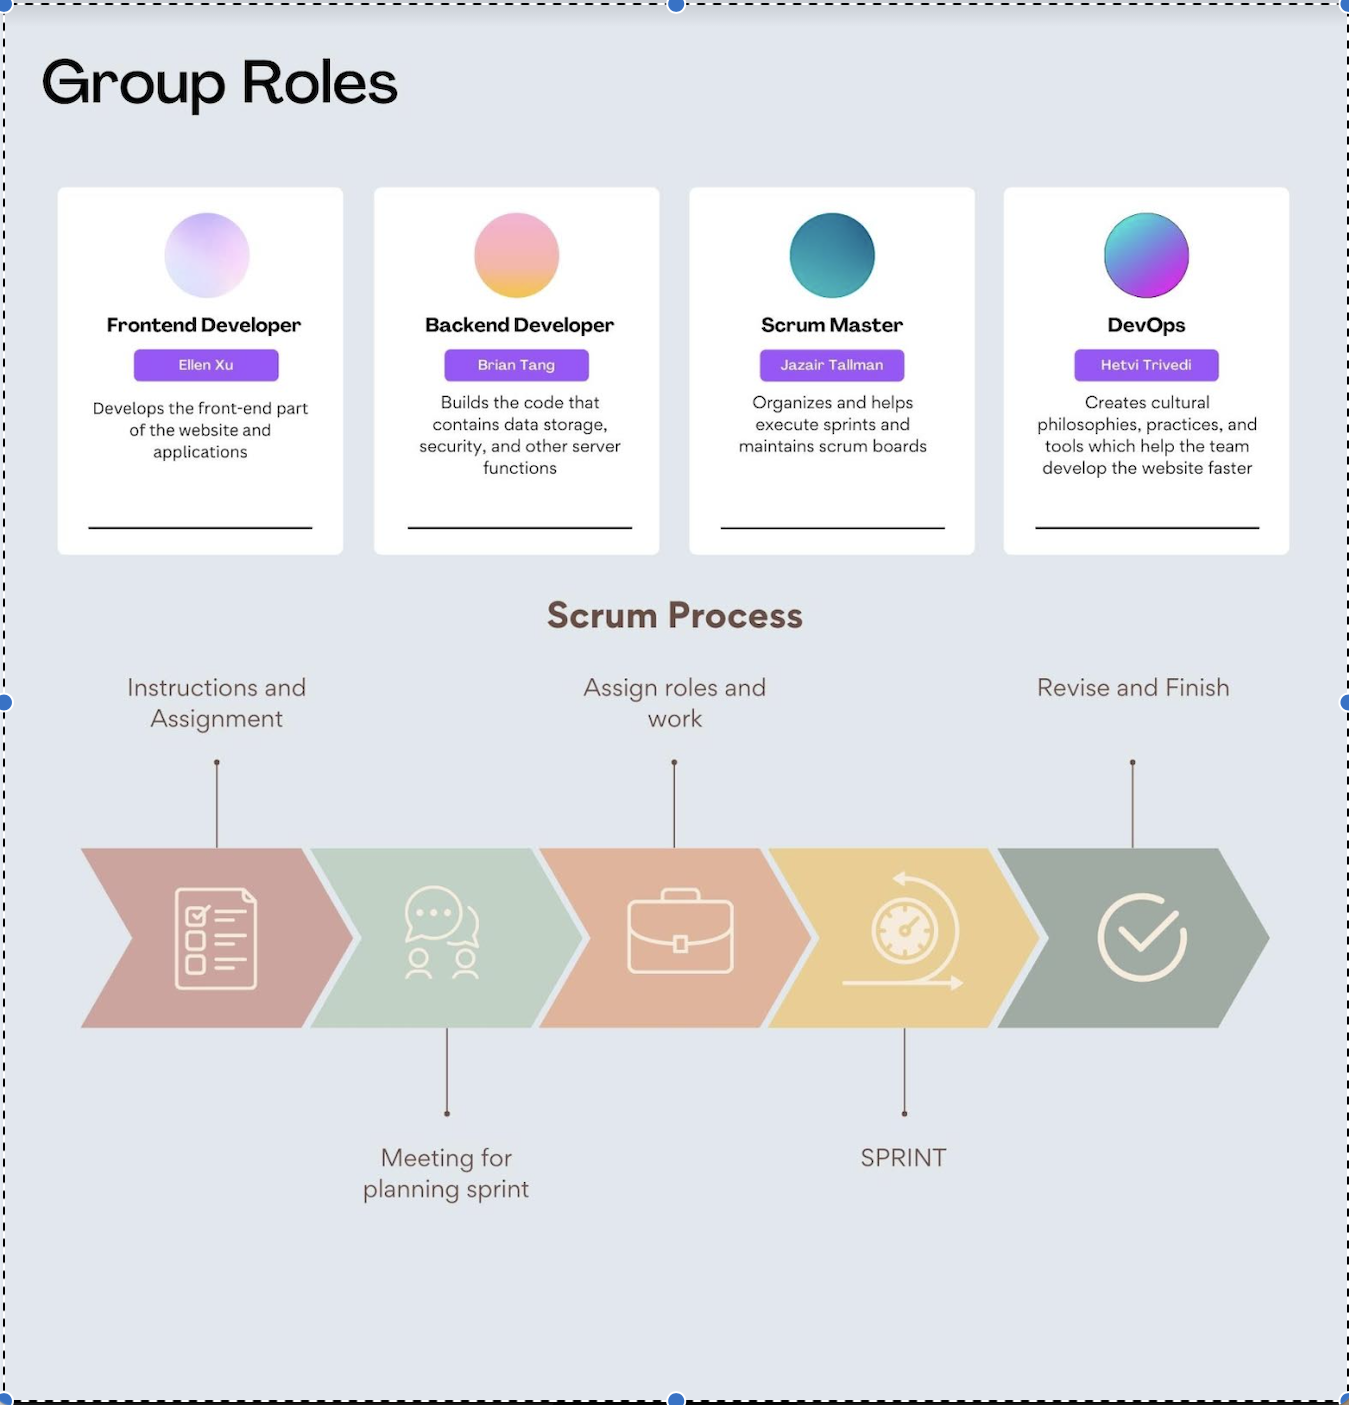 Group Roles
Frontend Developer
Ellen Xu
Develops the front-end part
of the website and
applications
Backend Developer
Brian Tang
Builds the code that
contains data storage,
security, and other server
functions
Scrum Master
Jazair Tallman
Organizes and helps
execute sprints and
maintains scrum boards
DevOps
Hetvi Trivedi
Creates cultural
philosophies, practices, and
tools which help the team
develop the website faster
Scrum Process
Instructions and
Assignment
Assign roles and
work
Revise and Finish
Meeting for
planning sprint
SPRINT